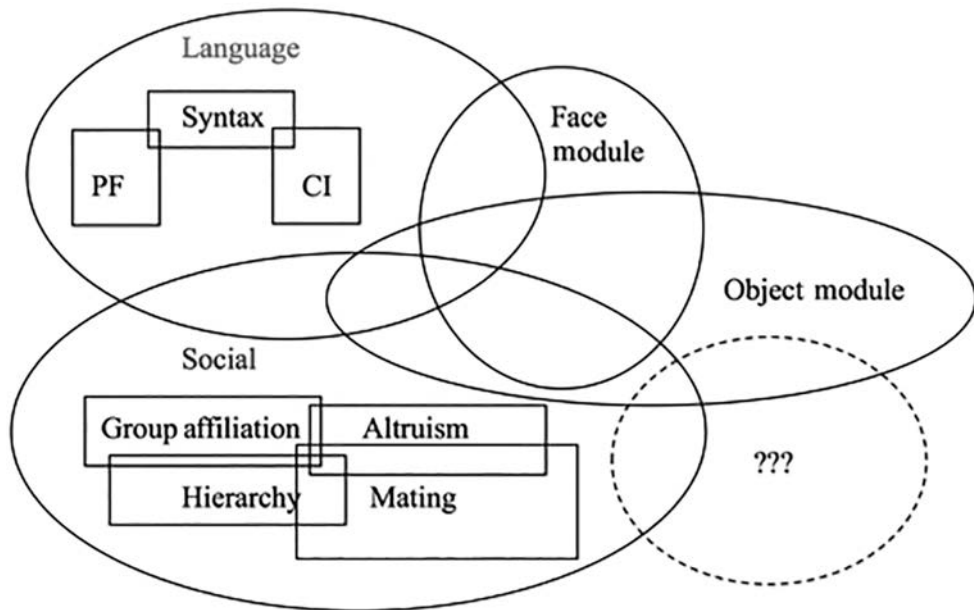 Language
Syntax
PF
CI
Face
module
Object module
Social
Group affiliation
Altruism
Hierarchy
Mating
???